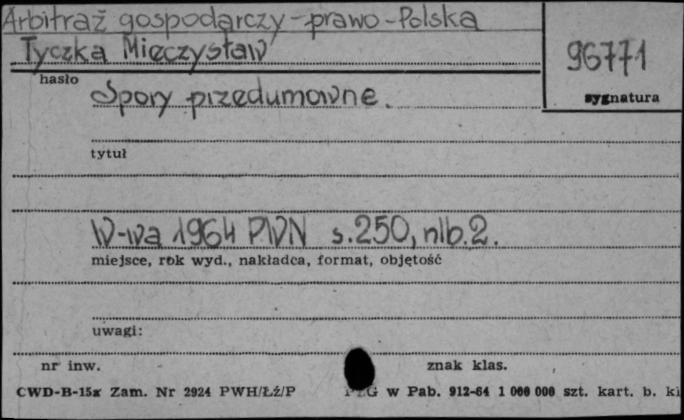 Arbitraż gospodarczy - prawo - Polska
Tyczka Mieczysław
96771
hasło
sygnatura
Spory przedumowne.
tytuł
W-wa 1964 PWN s.250, nlb.2.
miejsce, rok wyd., nakładca, format, objętość
uwagi:
nr inw.
znak klas.
CWD-B-15a Zam. Nr 2924 PWH/Łź/P
w Pab. 912-64 1 000 000 szt. kart. b. kl